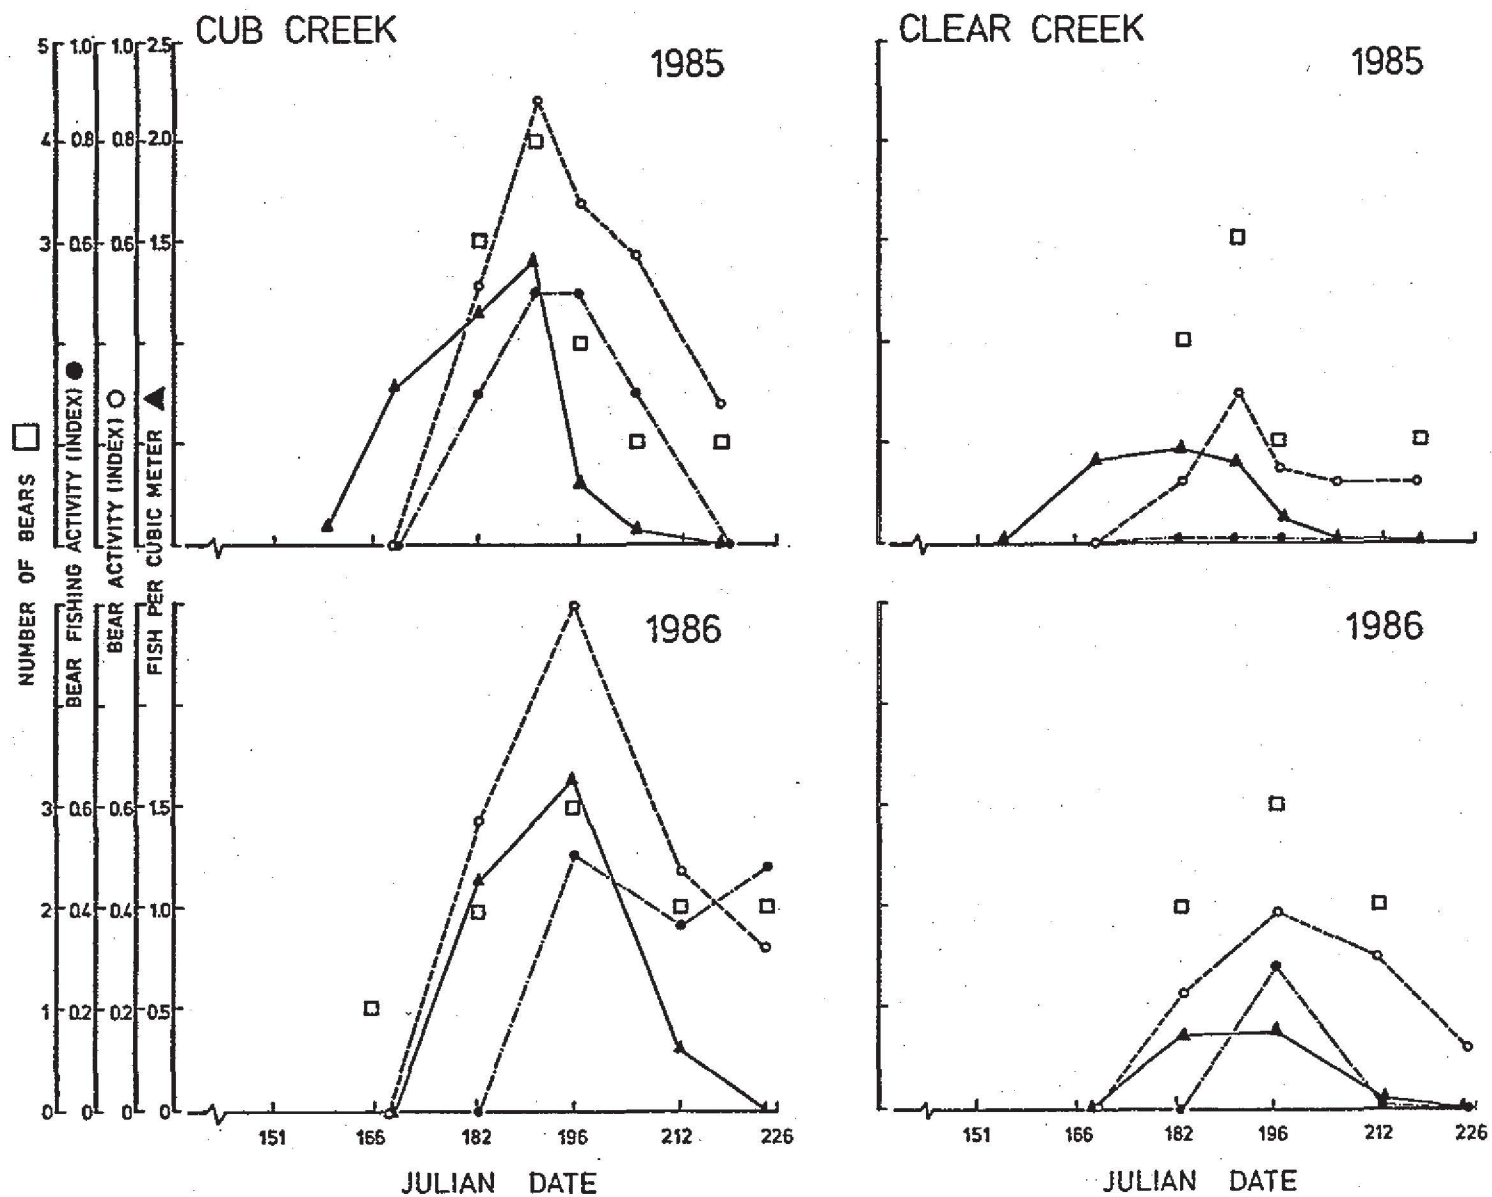 CUB CREEK
1985
CLEAR CREEK
1985
5 1.0 1.0 2.5
4 0.8 0.8 2.0
3 0.6 0.6 1.5
NUMBER OF BEARS
BEAR FISHING ACTIVITY (INDEX)
BEAR ACTIVITY (INDEX)
FISH PER CUBIC METER
1986
1986
3 0.6 0.6 1.5
2 0.4 0.4 1.0
1 0.2 0.2 0.5
0 0 0 0
151 166 182 196 212 226
JULIAN DATE
151 166 182 196 212 226
JULIAN DATE